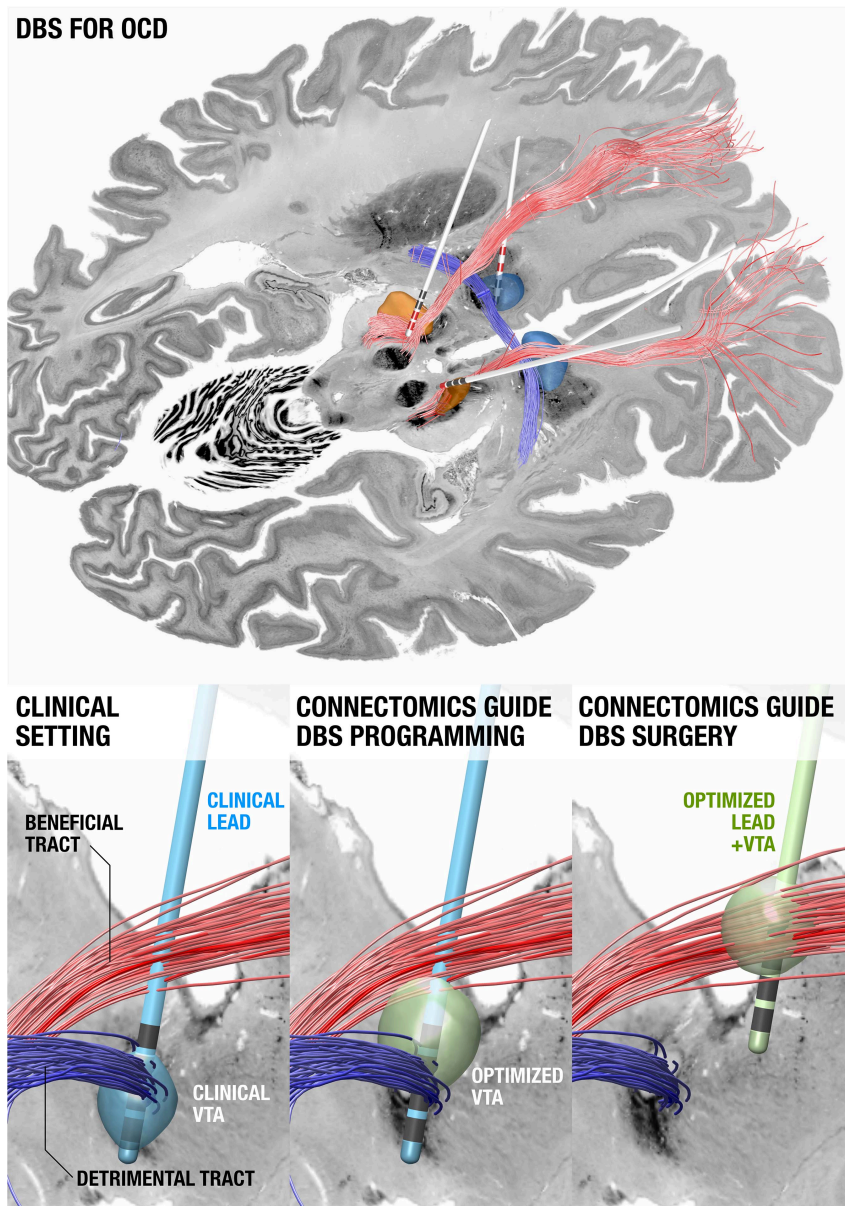 DBS FOR OCD
CLINICAL
SETTING
CLINICAL
LEAD
BENEFICIAL
TRACT
CLINICAL
VTA
DETRIMENTAL TRACT
CONNECTOMICS GUIDE
DBS PROGRAMMING
OPTIMIZED
VTA
CONNECTOMICS GUIDE
DBS SURGERY
OPTIMIZED
LEAD
+VTA